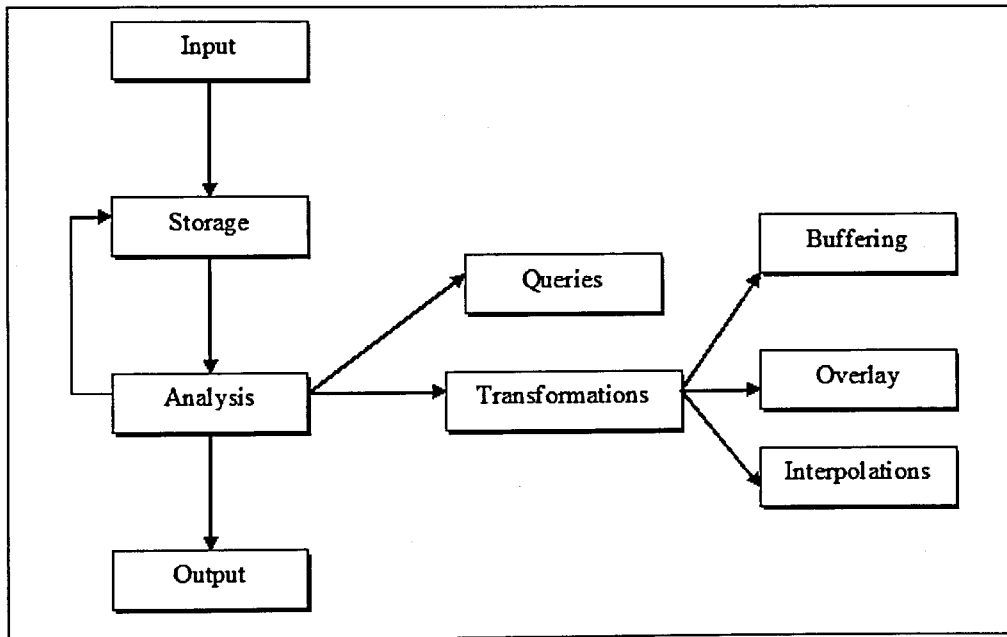 Input
Storage
Buffering
Queries
Analysis
Transformations
Overlay
Interpolations
Output